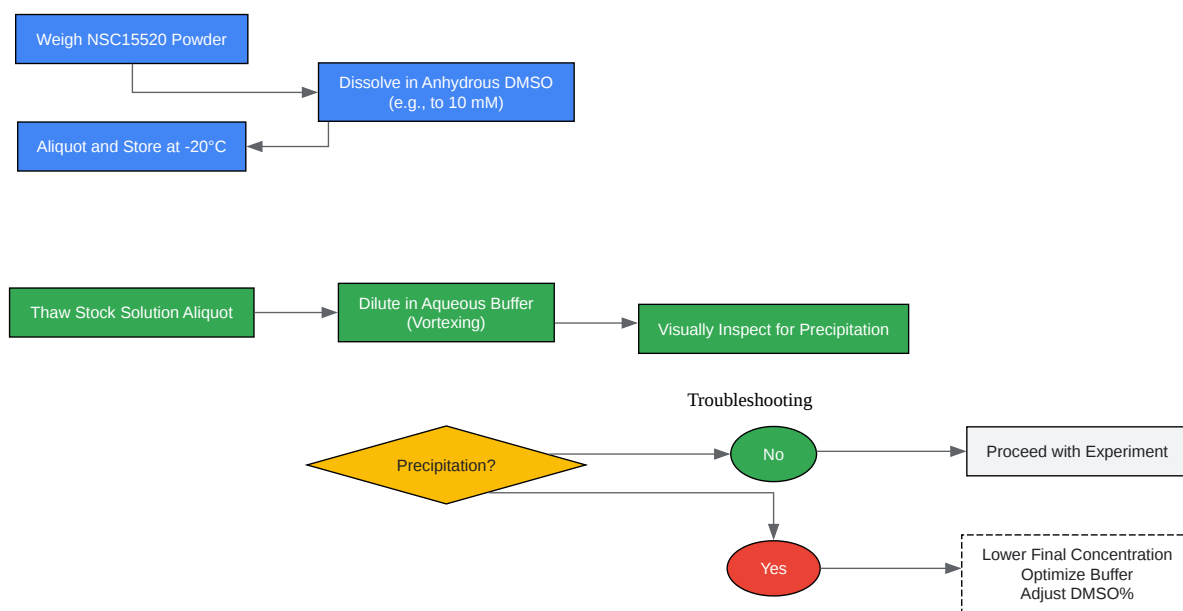 Weigh NSC15520 Powder
Dissolve in Anhydrous DMSO
(e.g., to 10 mM)
Aliquot and Store at -20°C
Thaw Stock Solution Aliquot
Dilute in Aqueous Buffer
(Vortexing)
Visually Inspect for Precipitation
Troubleshooting
Precipitation?
No
Proceed with Experiment
Yes
Lower Final Concentration
Optimize Buffer
Adjust DMSO%